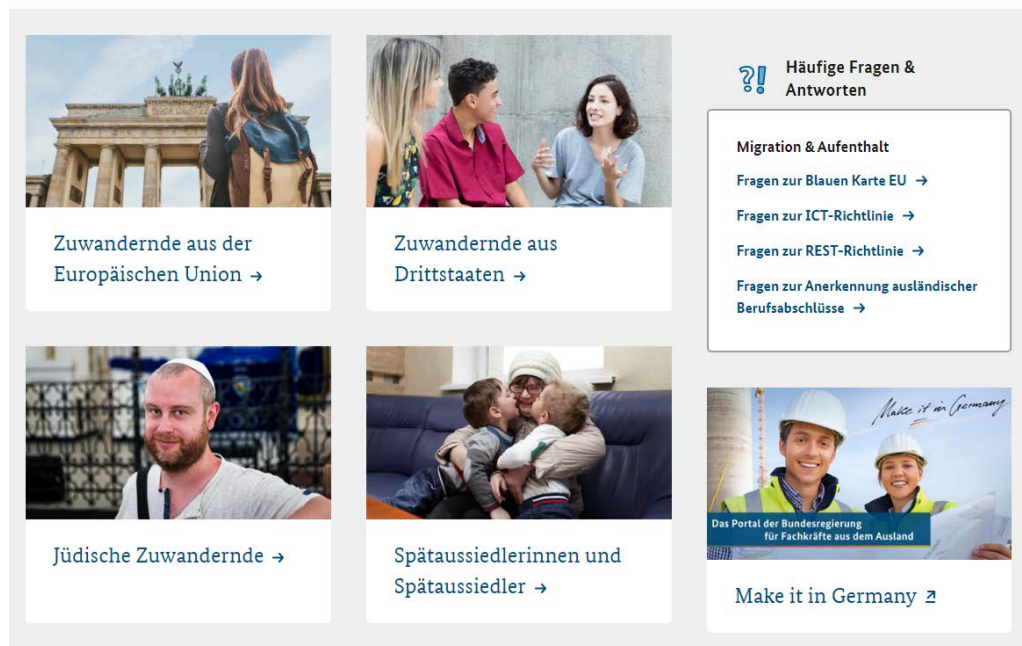 Zuwandernde aus der
Europäischen Union →
Zuwandernde aus
Drittstaaten →
?! Häufige Fragen &
Antworten
Migration & Aufenthalt
Fragen zur Blauen Karte EU →
Fragen zur ICT-Richtlinie →
Fragen zur REST-Richtlinie →
Fragen zur Anerkennung ausländischer
Berufsabschlüsse →
Jüdische Zuwandernde →
Spätaussiedlerinnen und
Spätaussiedler →
Make it in Germany
Das Portal der Bundesregierung
für Fachkräfte aus dem Ausland
Make it in Germany ↗